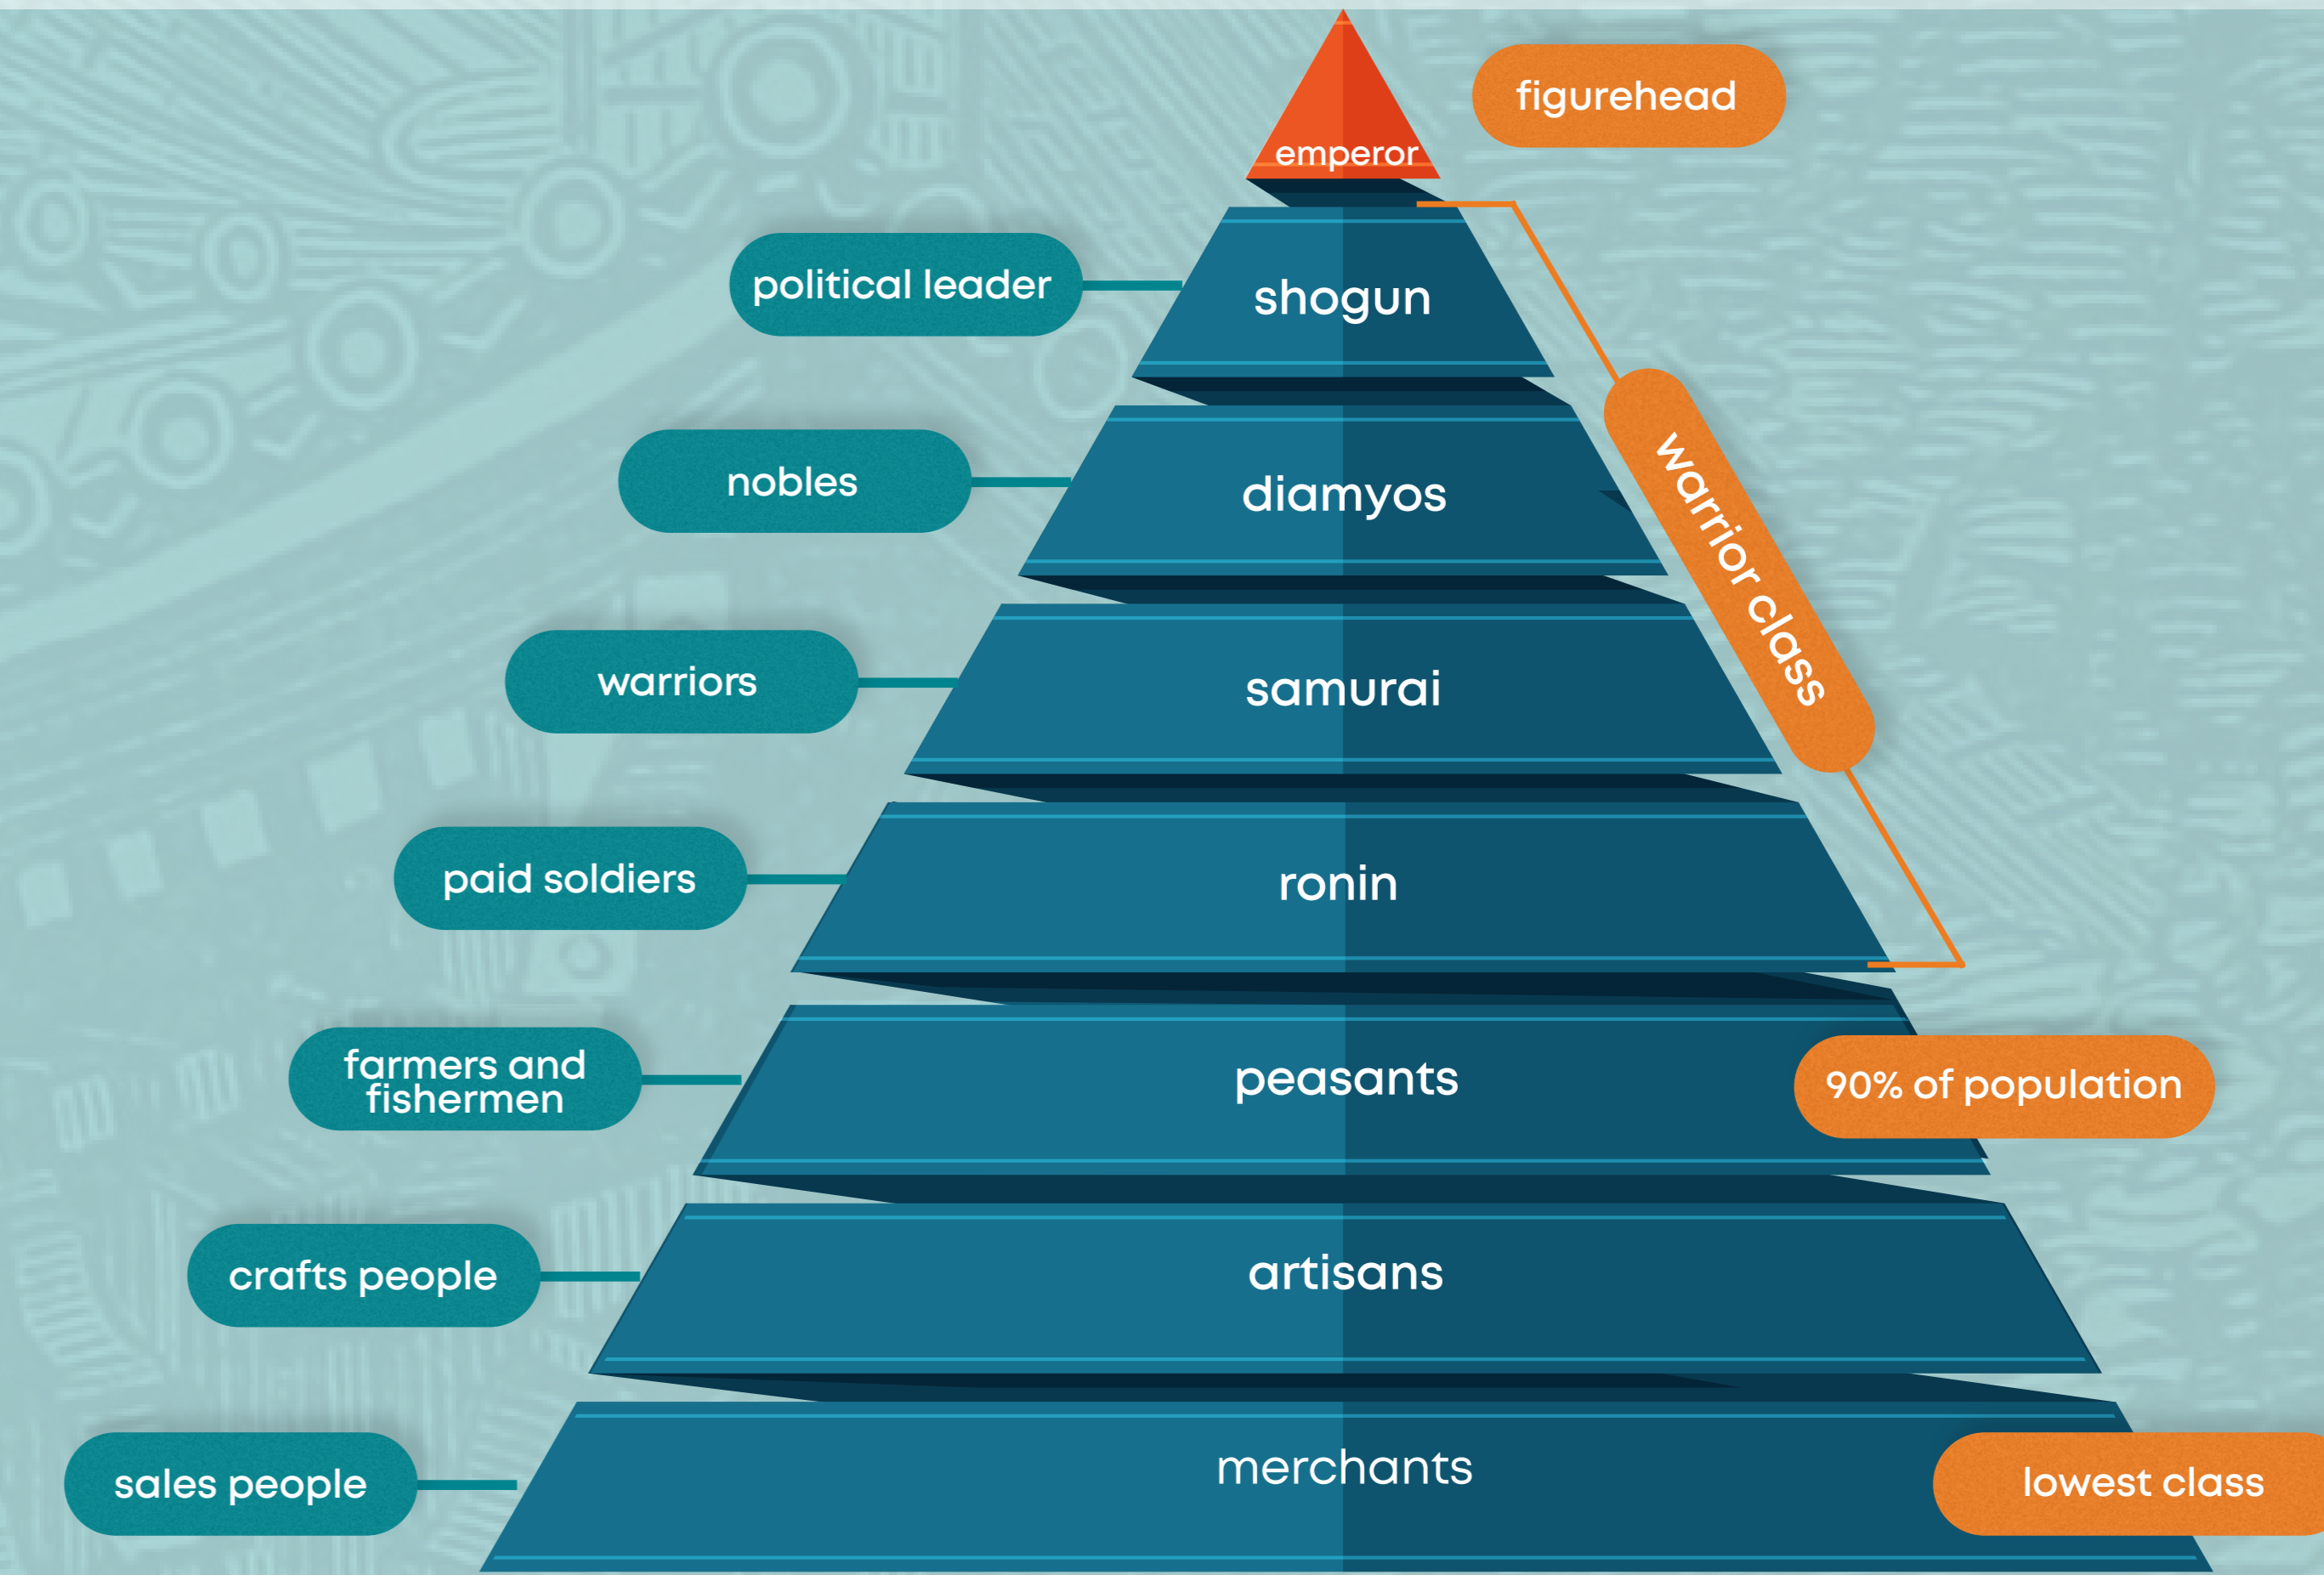 figurehead
emperor
political leader
shogun
nobles
diamyos
warrior class
warriors
samurai
paid soldiers
ronin
farmers and
fishermen
peasants
90% of population
crafts people
artisans
sales people
merchants
lowest class